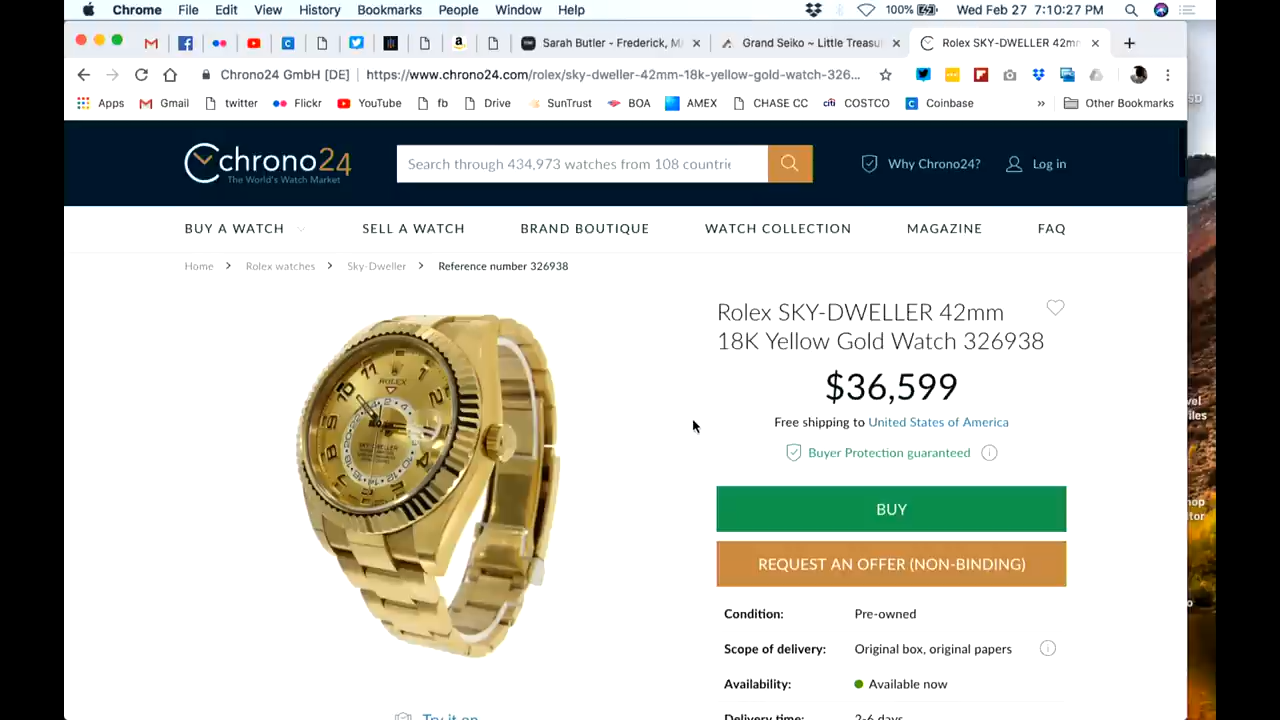 Chrome File Edit View History Bookmarks People Window Help 100% Wed Feb 27 7:10:27 PM
Sarah Butler - Frederick, M Grand Seiko ~ Little Treasu Rolex SKY-DWELLER 42mm
Chrono24 GmbH [DE] https://www.chrono24.com/rolex/sky-dweller-42mm-18k-yellow-gold-watch-326...
Apps Gmail twitter Flickr YouTube fb Drive SunTrust BOA AMEX CHASE CC COSTCO Coinbase » Other Bookmarks
chrono24
The World's Watch Market
Search through 434,973 watches from 108 countrie
Why Chrono24? Log in
BUY A WATCH SELL A WATCH BRAND BOUTIQUE WATCH COLLECTION MAGAZINE FAQ
Home > Rolex watches > Sky-Dweller > Reference number 326938
Rolex SKY-DWELLER 42mm
18K Yellow Gold Watch 326938
$36,599
Free shipping to United States of America
Buyer Protection guaranteed
BUY
REQUEST AN OFFER (NON-BINDING)
Condition: Pre-owned
Scope of delivery: Original box, original papers
Availability: Available now
Delivery time: 2-6 days
Try it on
ROLEX
SKY-DWELLER